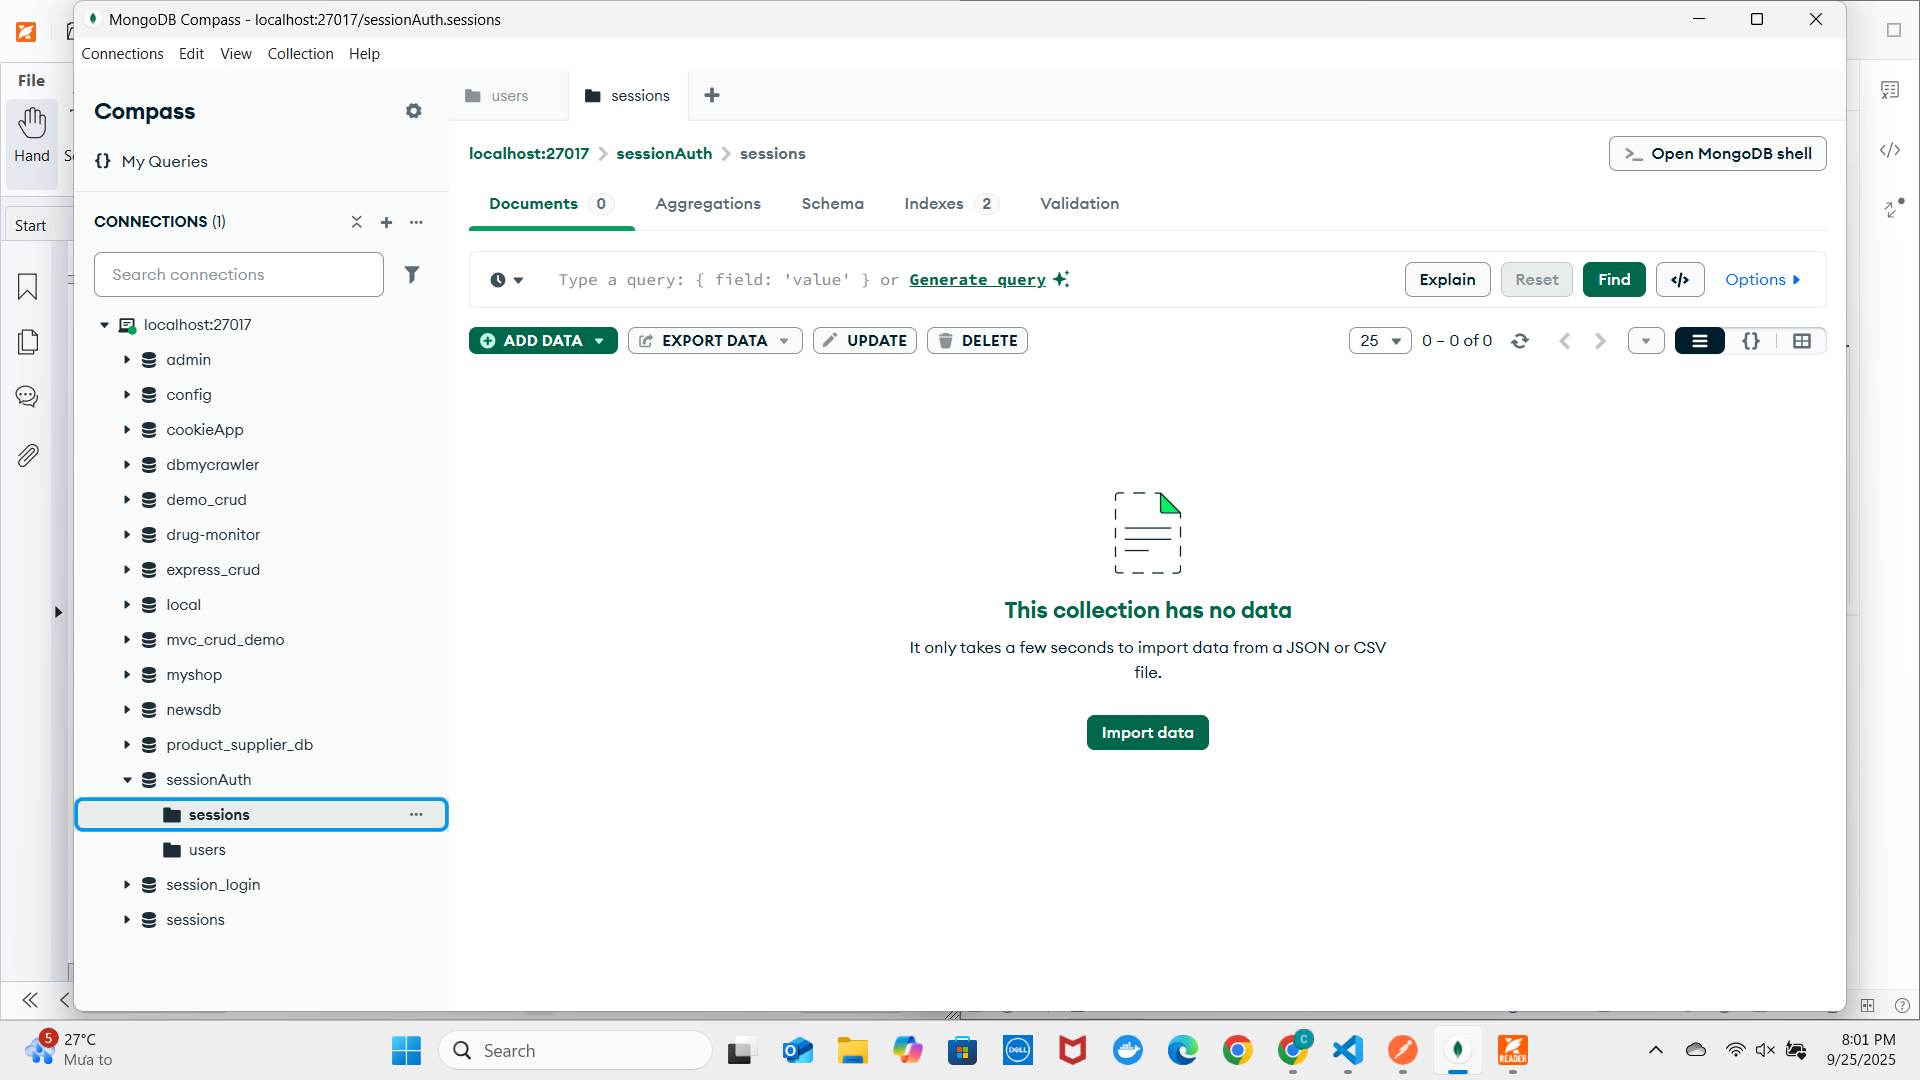 MongoDB Compass - localhost:27017/sessionAuth.sessions
Connections Edit View Collection Help
File
Hand
Start
Compass
{} My Queries
CONNECTIONS (1)
Search connections
localhost:27017
admin
config
cookieApp
dbmycrawler
demo_crud
drug-monitor
express_crud
local
mvc_crud_demo
myshop
newsdb
product_supplier_db
sessionAuth
sessions
users
session_login
sessions
users
sessions
localhost:27017 > sessionAuth > sessions
>_ Open MongoDB shell
Documents 0 Aggregations Schema Indexes 2 Validation
Type a query: { field: 'value' } or Generate query
Explain Reset Find </> Options
ADD DATA EXPORT DATA UPDATE DELETE
25 0 – 0 of 0 {}
This collection has no data
It only takes a few seconds to import data from a JSON or CSV
file.
Import data
5
27°C
Mưa to
Search
DELL
C
READER
8:01 PM
9/25/2025